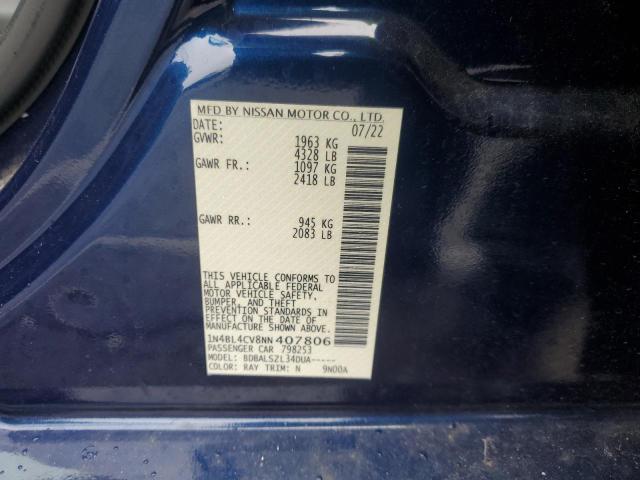 MFD BY NISSAN MOTOR CO., LTD.
DATE: 07/22
GVWR: 1963 KG
4328 LB
GAWR FR.: 1097 KG
2418 LB
GAWR RR.: 945 KG
2083 LB
THIS VEHICLE CONFORMS TO
ALL APPLICABLE FEDERAL
MOTOR VEHICLE SAFETY,
BUMPER, AND THEFT
PREVENTION STANDARDS IN
EFFECT ON THE DATE OF
MANUFACTURE SHOWN ABOVE.
1N4BL4CV8NN407806
PASSENGER CAR 798253
MODEL: BDBALSZL34DUA-----
COLOR: RAY TRIM: N 9N00A